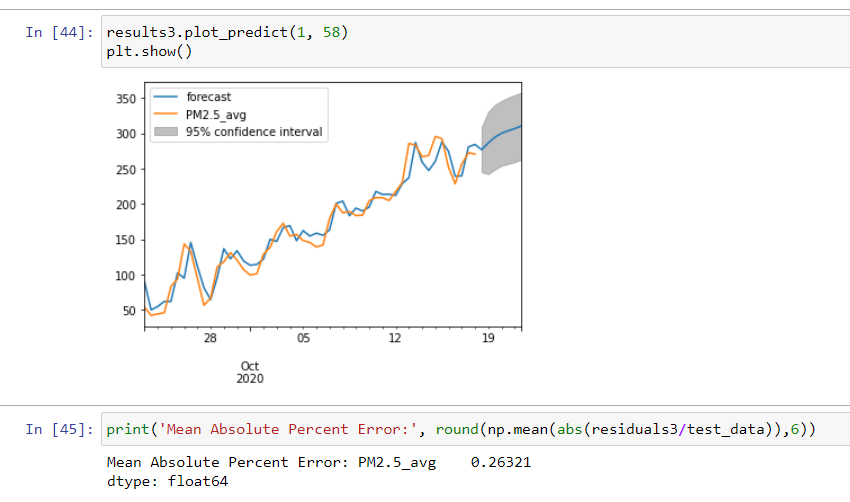 In [44]: results3.plot_predict(1, 58)
plt.show()
350
300
250
200
150
100
50
forecast
PM2.5_avg
95% confidence interval
28 05 12 19
Oct
2020
In [45]: print('Mean Absolute Percent Error:', round(np.mean(abs(residuals3/test_data)),6))
Mean Absolute Percent Error: PM2.5_avg    0.26321
dtype: float64